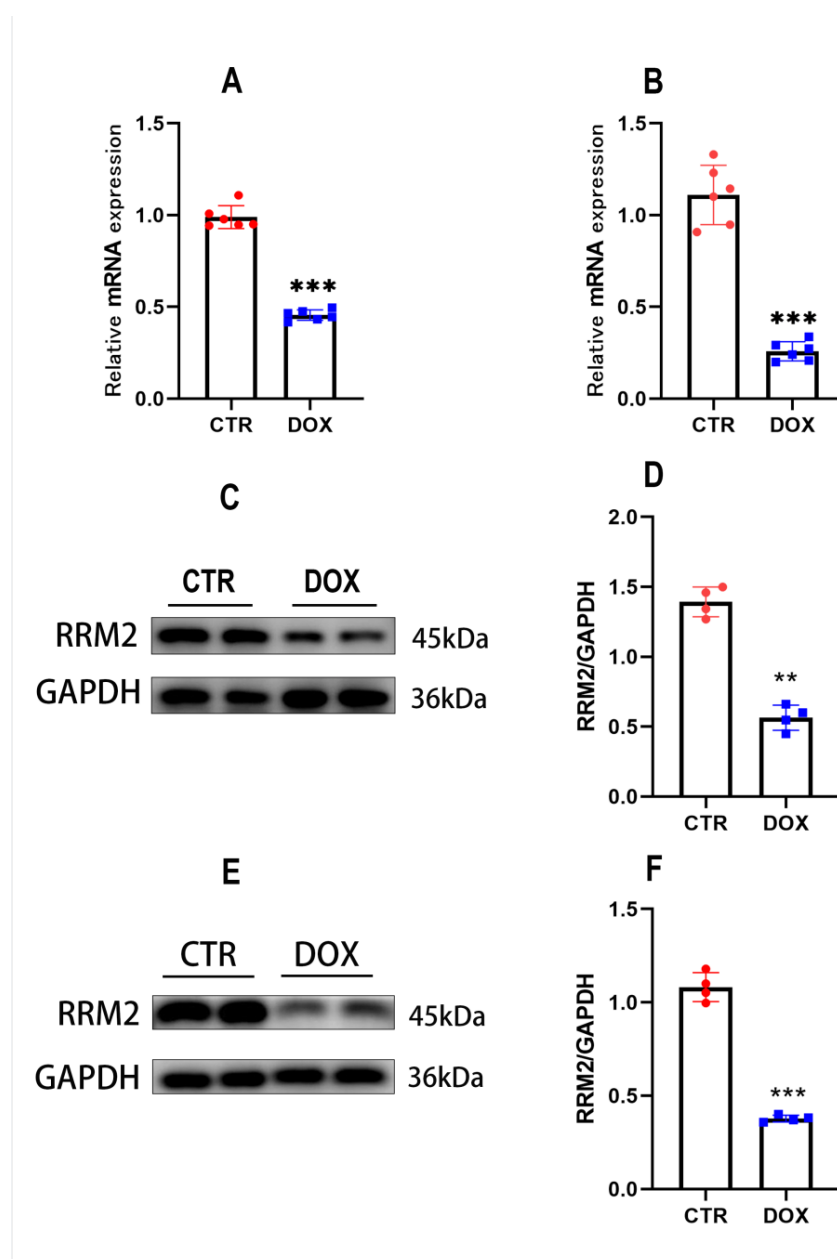 A
Relative mRNA expression
1.5
1.0
0.5
0.0
***
CTR DOX
B
Relative mRNA expression
1.5
1.0
0.5
0.0
***
CTR DOX
C
CTR DOX
RRM2 45kDa
GAPDH 36kDa
D
RRM2/GAPDH
2.0
1.5
1.0
0.5
0.0
**
CTR DOX
E
CTR DOX
RRM2 45kDa
GAPDH 36kDa
F
RRM2/GAPDH
1.5
1.0
0.5
0.0
***
CTR DOX